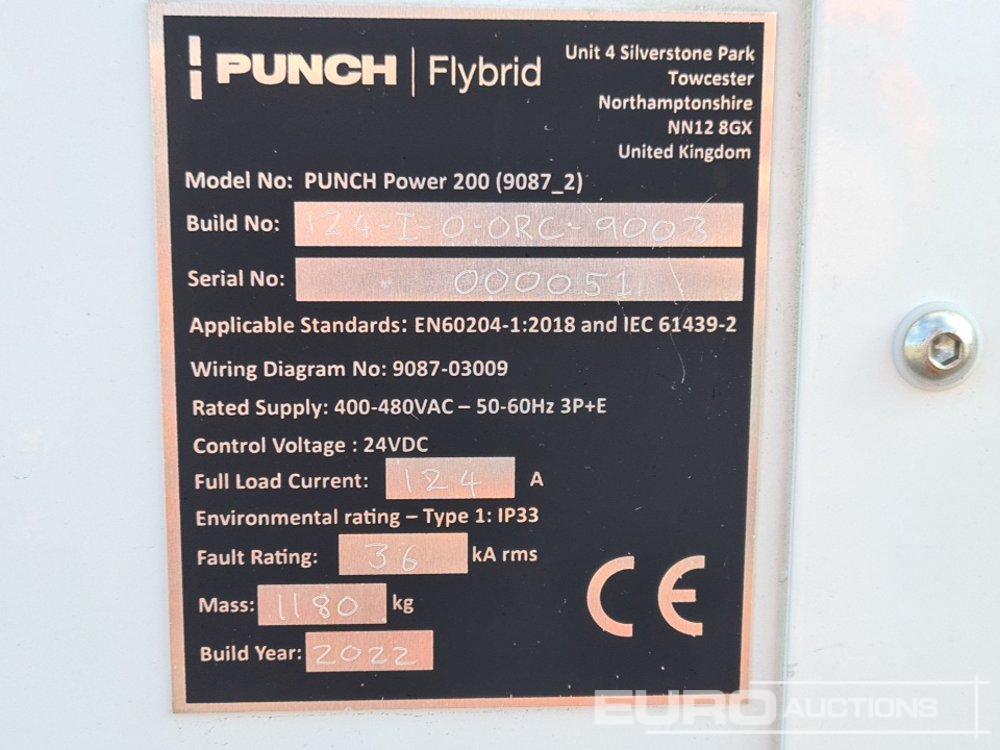 PUNCH | Flybrid
Unit 4 Silverstone Park
Towcester
Northamptonshire
NN12 8GX
United Kingdom
Model No: PUNCH Power 200 (9087_2)
Build No: 124-I-0.0RC-9003
Serial No: 000051
Applicable Standards: EN60204-1:2018 and IEC 61439-2
Wiring Diagram No: 9087-03009
Rated Supply: 400-480VAC – 50-60Hz 3P+E
Control Voltage : 24VDC
Full Load Current: 124 A
Environmental rating – Type 1: IP33
Fault Rating: 36 kA rms
Mass: 1180 kg
Build Year: 2022
CE
EURO AUCTIONS